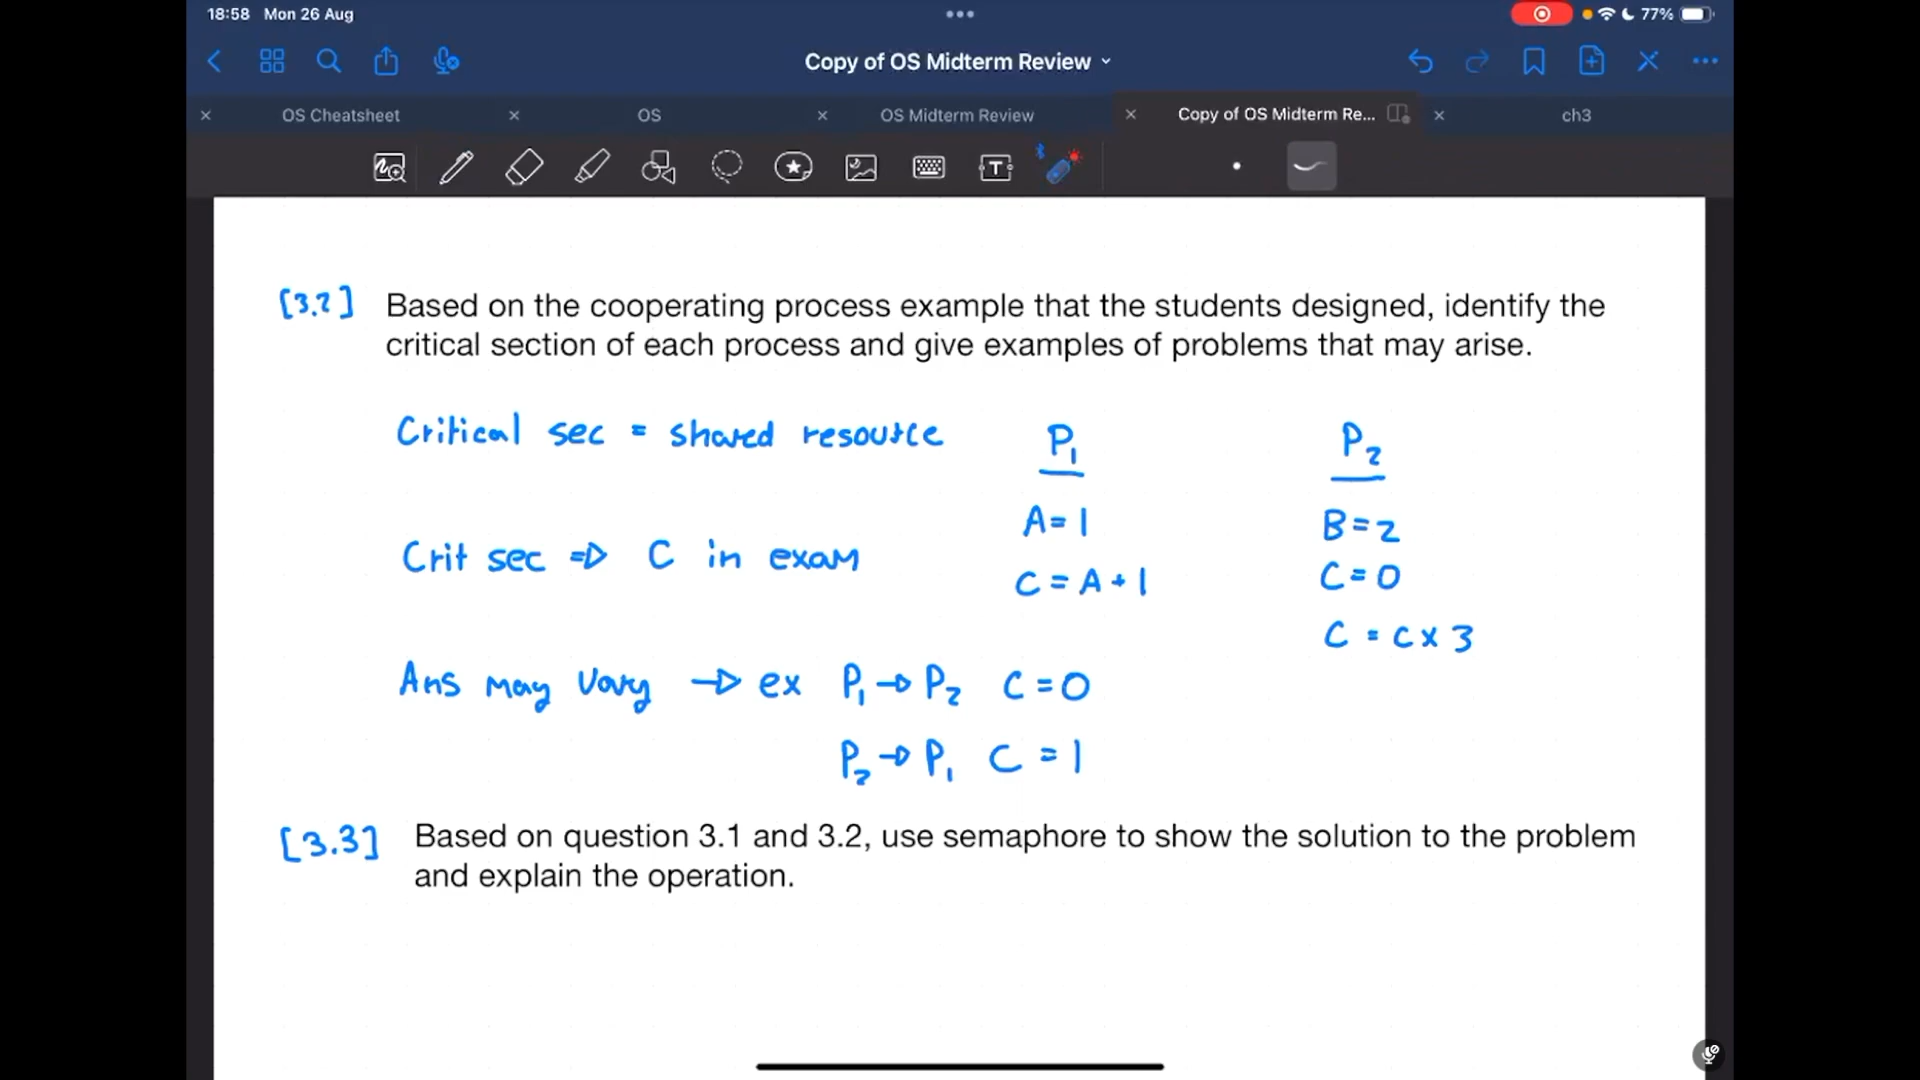 18:58 Mon 26 Aug
77%
Copy of OS Midterm Review
OS Cheatsheet
OS
OS Midterm Review
Copy of OS Midterm Re...
ch3
[3.2] Based on the cooperating process example that the students designed, identify the
critical section of each process and give examples of problems that may arise.
Critical sec = shared resource
P1
P2
A = 1
B = 2
Crit sec ⇒ C in exam
C = A + 1
C = 0
C = C x 3
Ans may vary → ex P1 → P2 C = 0
P2 → P1 C = 1
[3.3] Based on question 3.1 and 3.2, use semaphore to show the solution to the problem
and explain the operation.